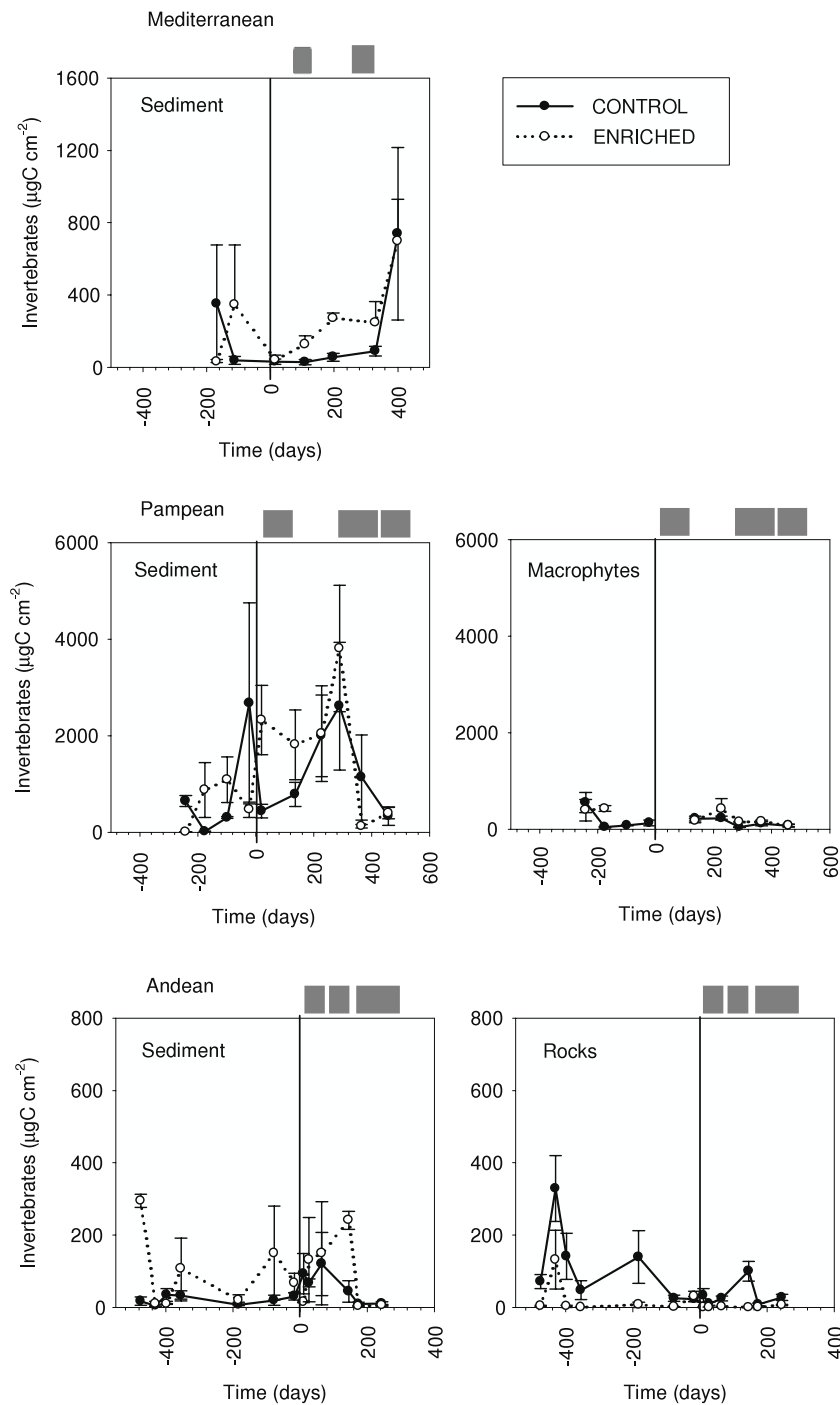 Mediterranean
1600
1200
800
400
0
Sediment
Invertebrates (µgC cm⁻²)
-400
-200
0
200
400
Time (days)
CONTROL
ENRICHED
Pampean
6000
4000
2000
0
Sediment
Invertebrates (µgC cm⁻²)
-400
-200
0
200
400
600
Time (days)
6000
4000
2000
0
Macrophytes
-400
-200
0
200
400
600
Time (days)
Andean
800
600
400
200
0
Sediment
Invertebrates (µgC cm⁻²)
-400
-200
0
200
400
Time (days)
800
600
400
200
0
Rocks
-400
-200
0
200
400
Time (days)